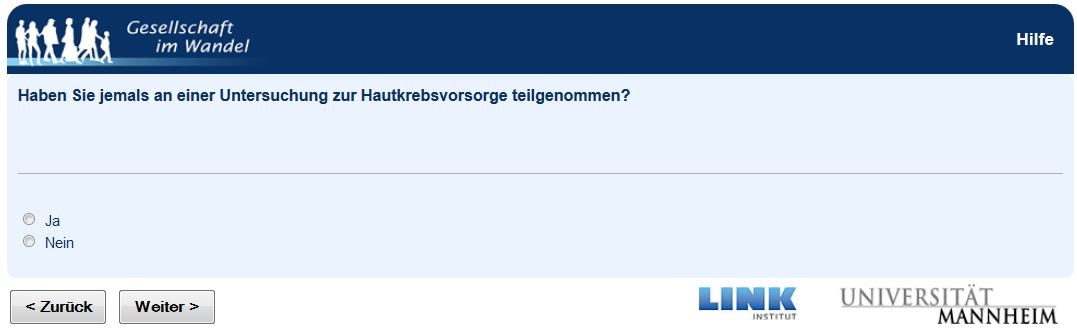 Gesellschaft
im Wandel
Hilfe
Haben Sie jemals an einer Untersuchung zur Hautkrebsvorsorge teilgenommen?
Ja
Nein
< Zurück
Weiter >
LINK
INSTITUT
UNIVERSITÄT
MANNHEIM